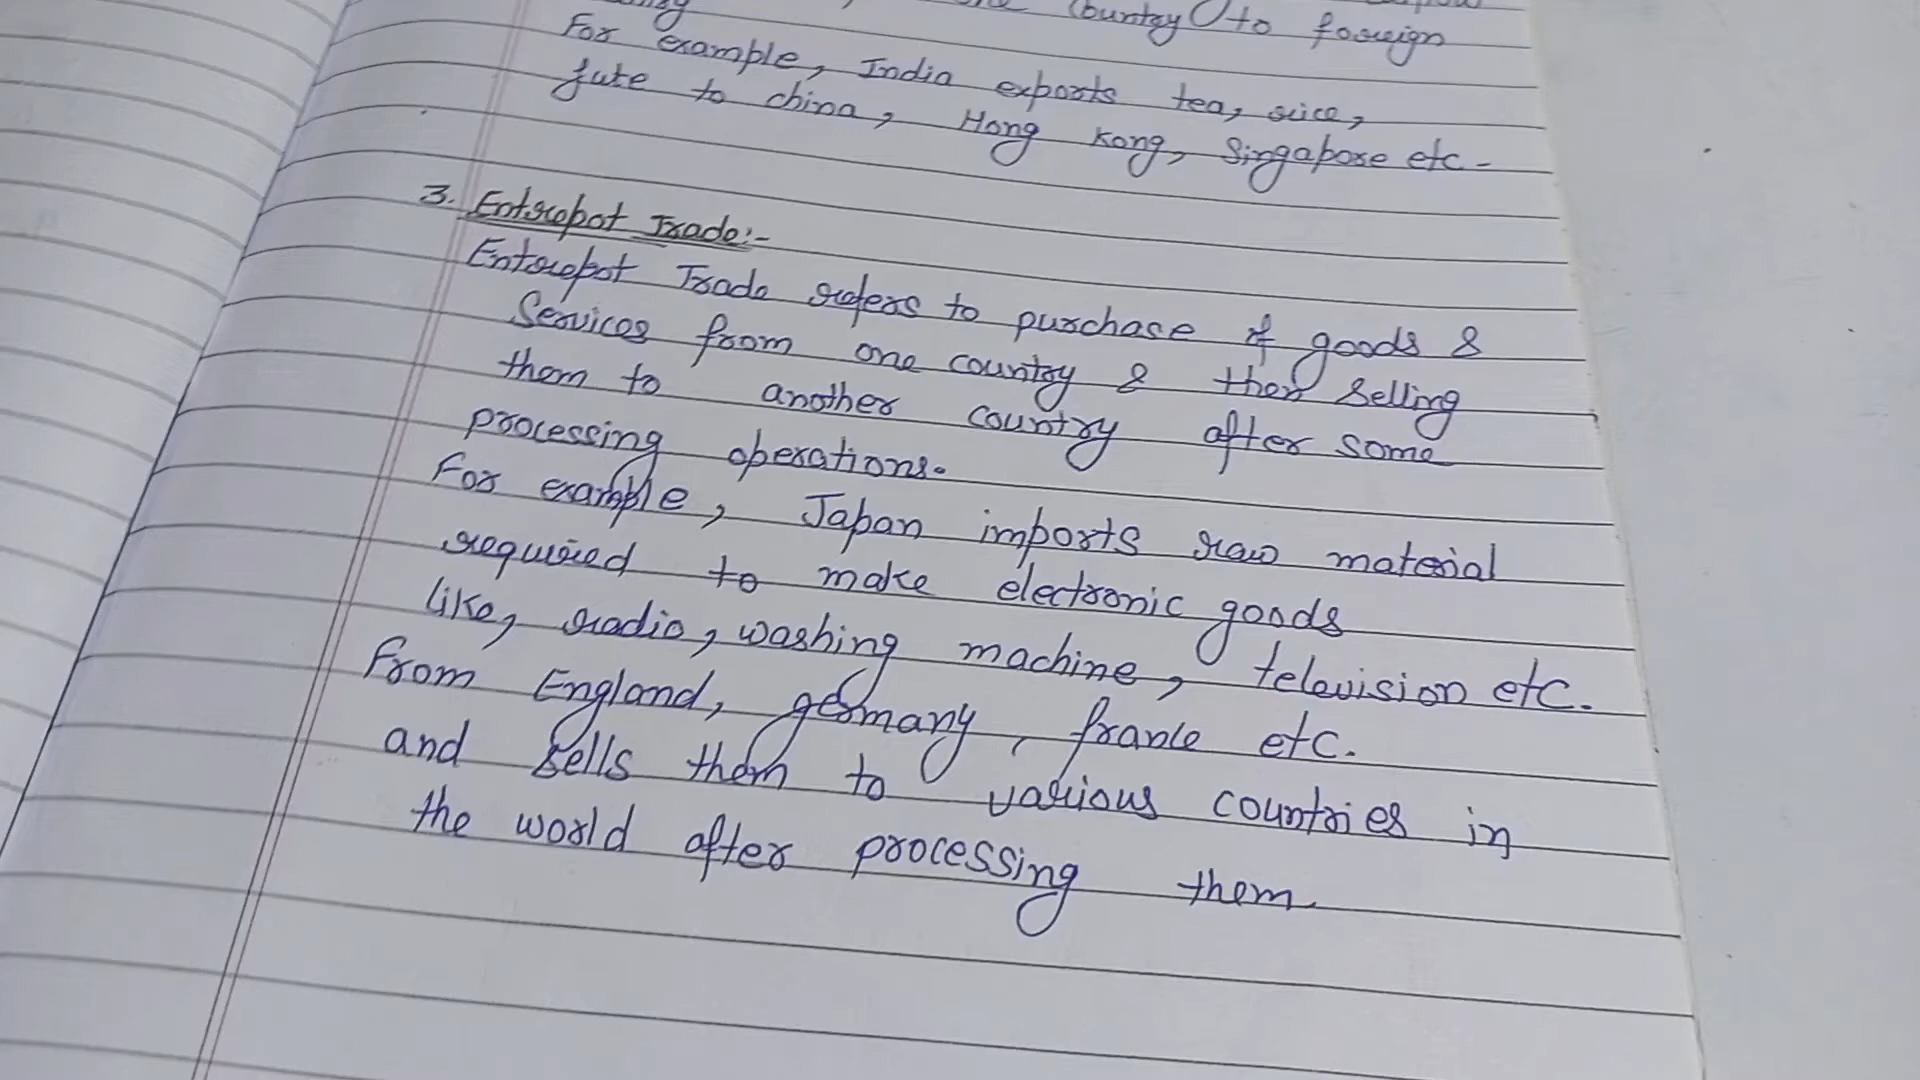 Country to foreign
For example, India exports tea, rice,
jute to china, Hong Kong, Singapore etc-
3. Entrepot Trade:-
Entrepot Trade refers to purchase of goods &
Services from one country & then Selling
them to another country after some
processing operations.
For example, Japan imports raw material
required to make electronic goods
like, radio, washing machine, television etc.
From England, germany, france etc.
and sells them to various countries in
the world after processing them.